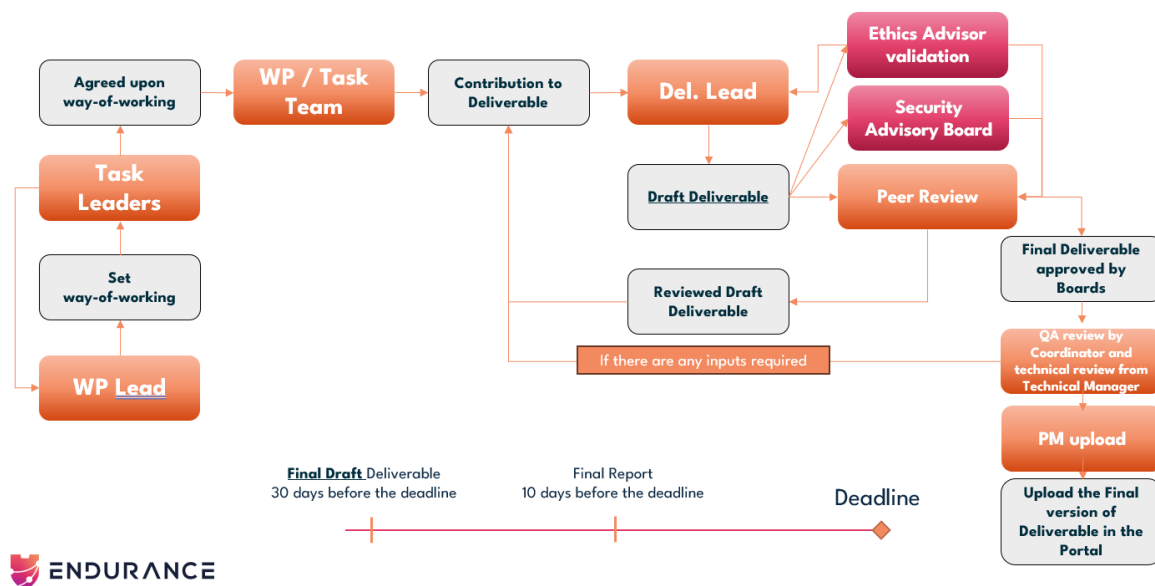 Agreed upon
way-of-working
WP / Task
Team
Contribution to
Deliverable
Del. Lead
Ethics Advisor
validation
Security
Advisory Board
Task
Leaders
Draft Deliverable
Peer Review
Set
way-of-working
Reviewed Draft
Deliverable
Final Deliverable
approved by
Boards
WP Lead
If there are any inputs required
QA review by
Coordinator and
technical review from
Technical Manager
PM upload
Final Draft Deliverable
30 days before the deadline
Final Report
10 days before the deadline
Deadline
Upload the Final
version of
Deliverable in the
Portal
ENDURANCE